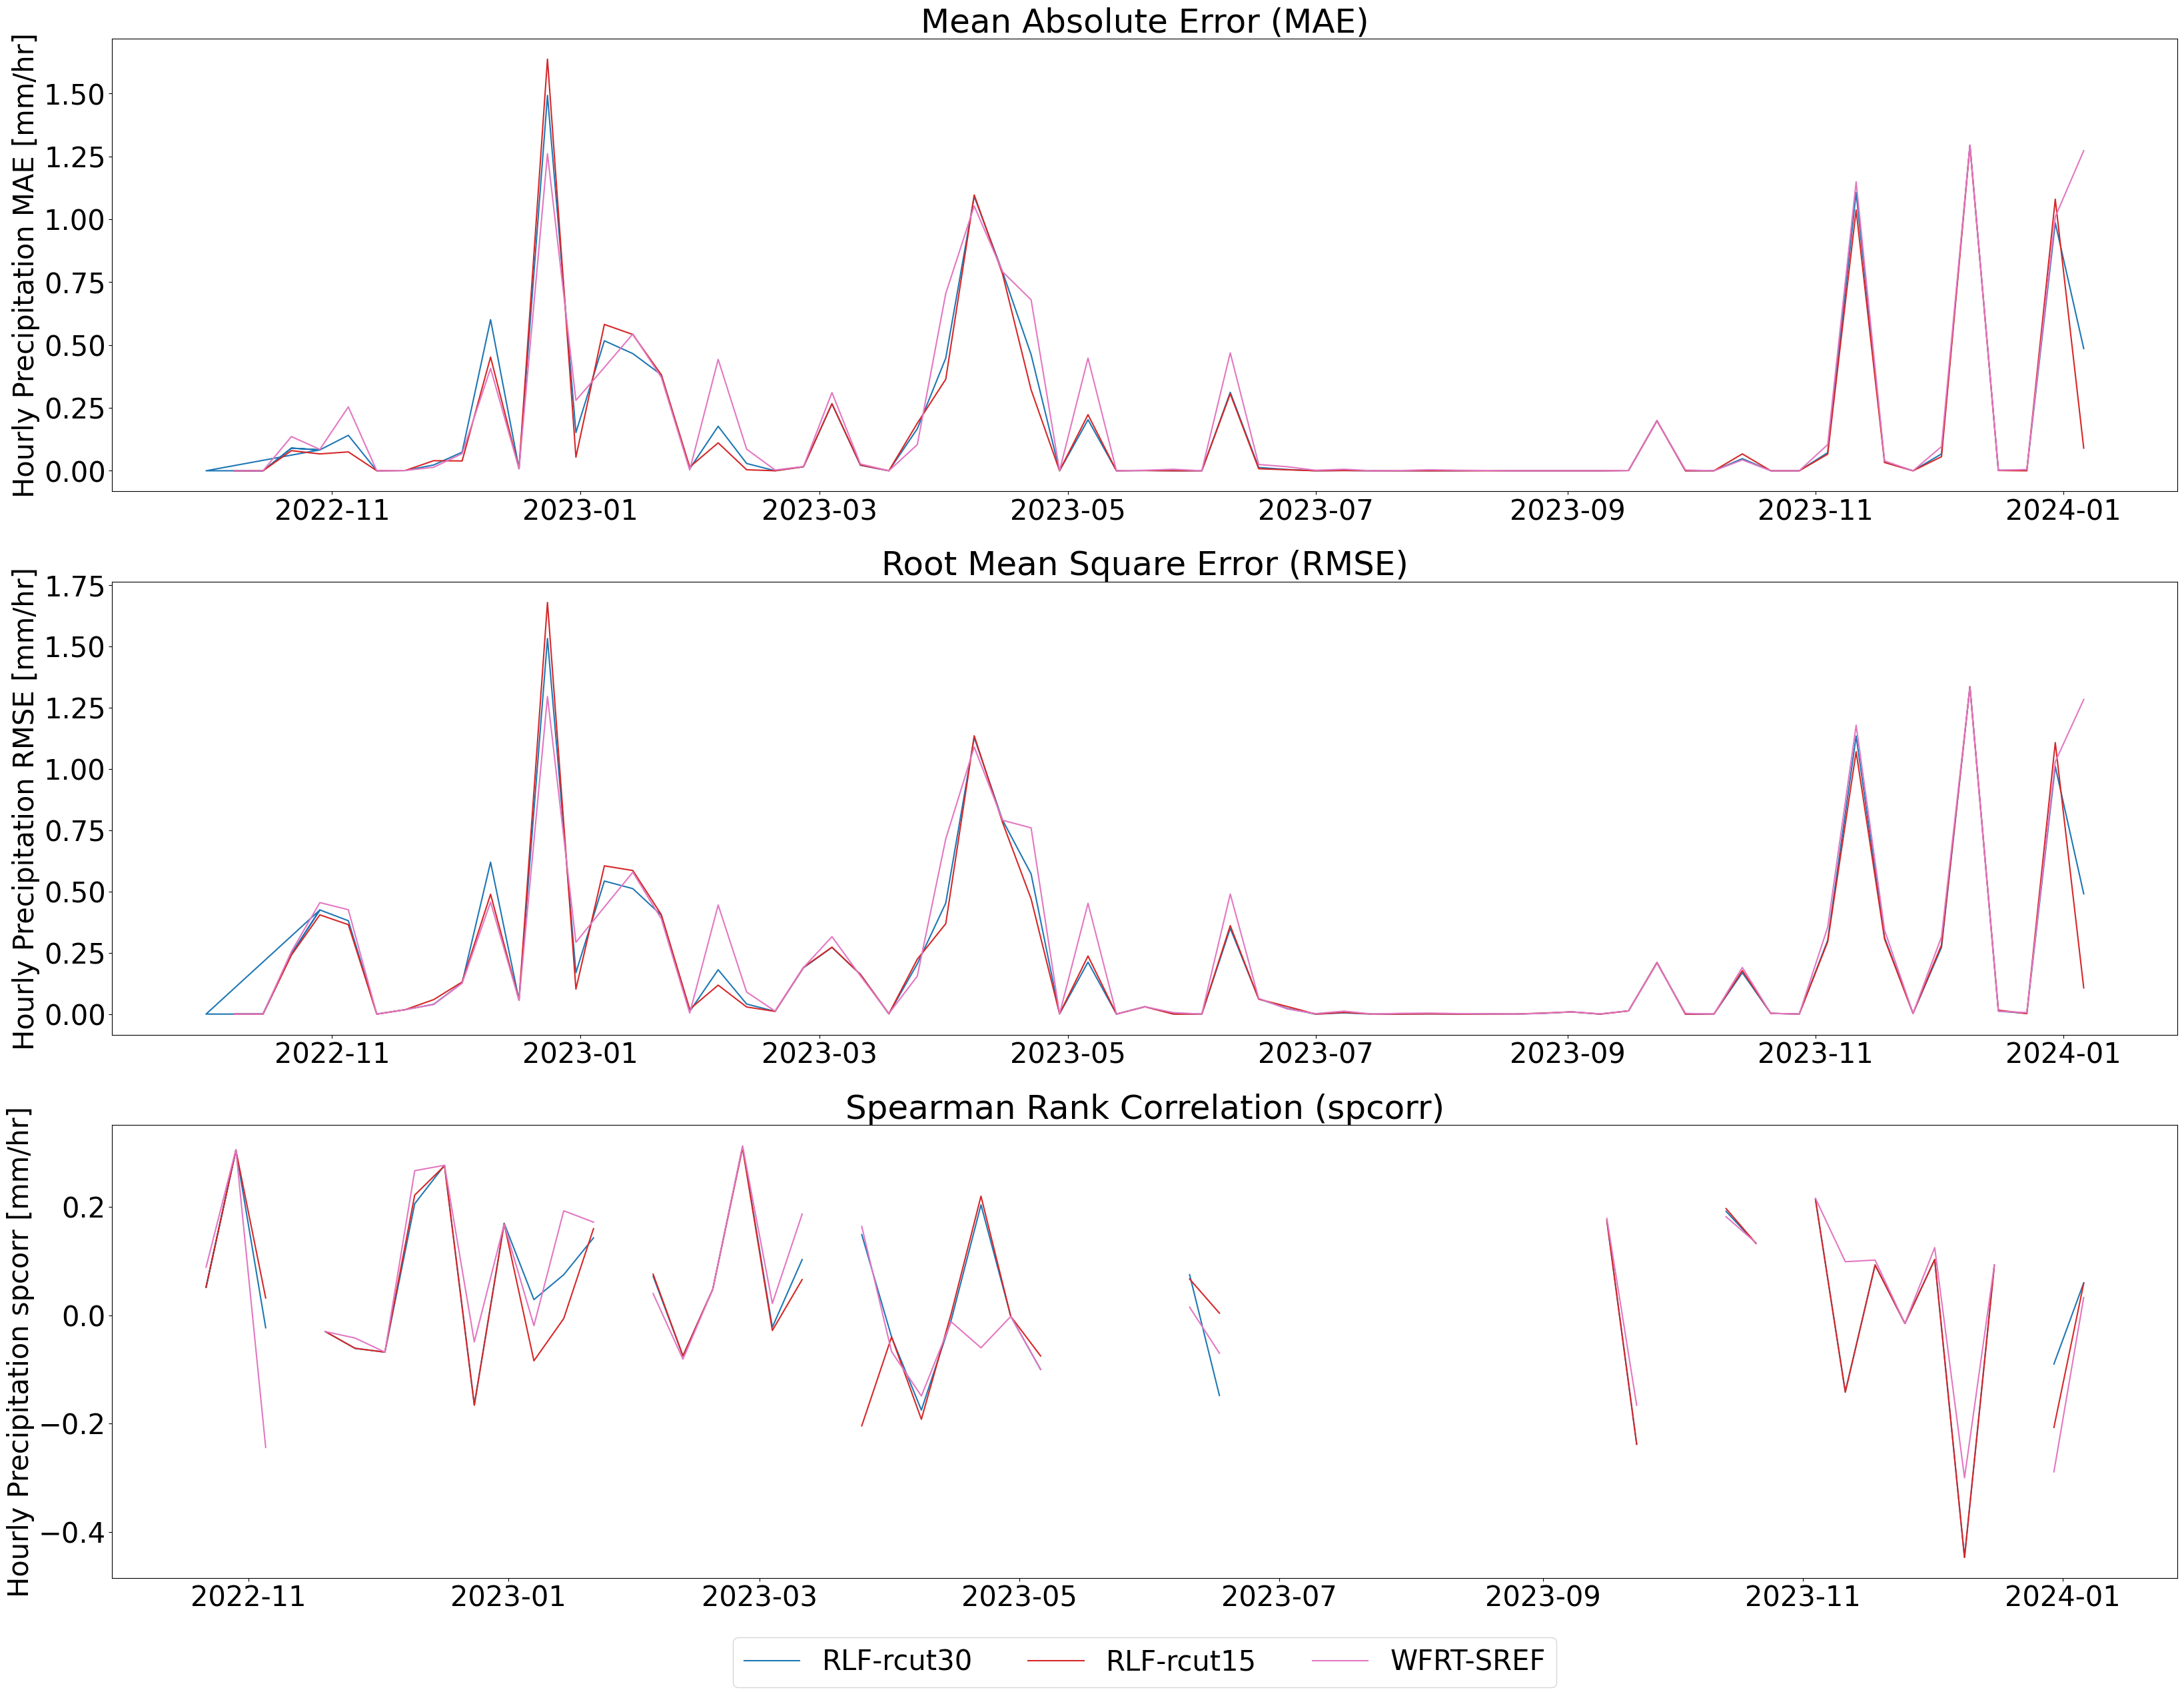 Mean Absolute Error (MAE)
Hourly Precipitation MAE [mm/hr]
1.50
1.25
1.00
0.75
0.50
0.25
0.00
2022-11 2023-01 2023-03 2023-05 2023-07 2023-09 2023-11 2024-01
Root Mean Square Error (RMSE)
Hourly Precipitation RMSE [mm/hr]
1.75
1.50
1.25
1.00
0.75
0.50
0.25
0.00
2022-11 2023-01 2023-03 2023-05 2023-07 2023-09 2023-11 2024-01
Spearman Rank Correlation (spcorr)
Hourly Precipitation spcorr [mm/hr]
0.2
0.0
−0.2
−0.4
2022-11 2023-01 2023-03 2023-05 2023-07 2023-09 2023-11 2024-01
RLF-rcut30 RLF-rcut15 WFRT-SREF